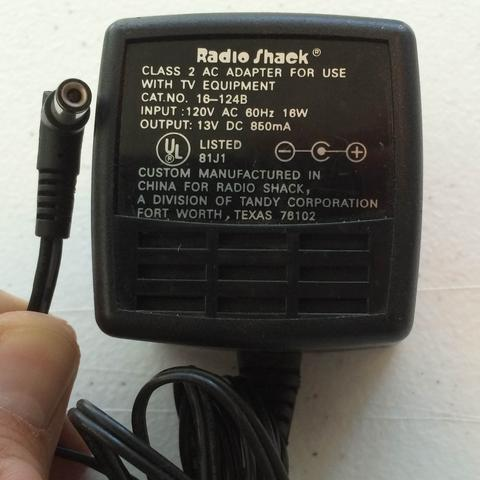 Radio Shack®
CLASS 2 AC ADAPTER FOR USE
WITH TV EQUIPMENT
CAT.NO. 16-124B
INPUT:120V AC 60Hz 16W
OUTPUT: 13V DC 850mA
UL LISTED
81J1
CUSTOM MANUFACTURED IN
CHINA FOR RADIO SHACK,
A DIVISION OF TANDY CORPORATION
FORT WORTH, TEXAS 76102